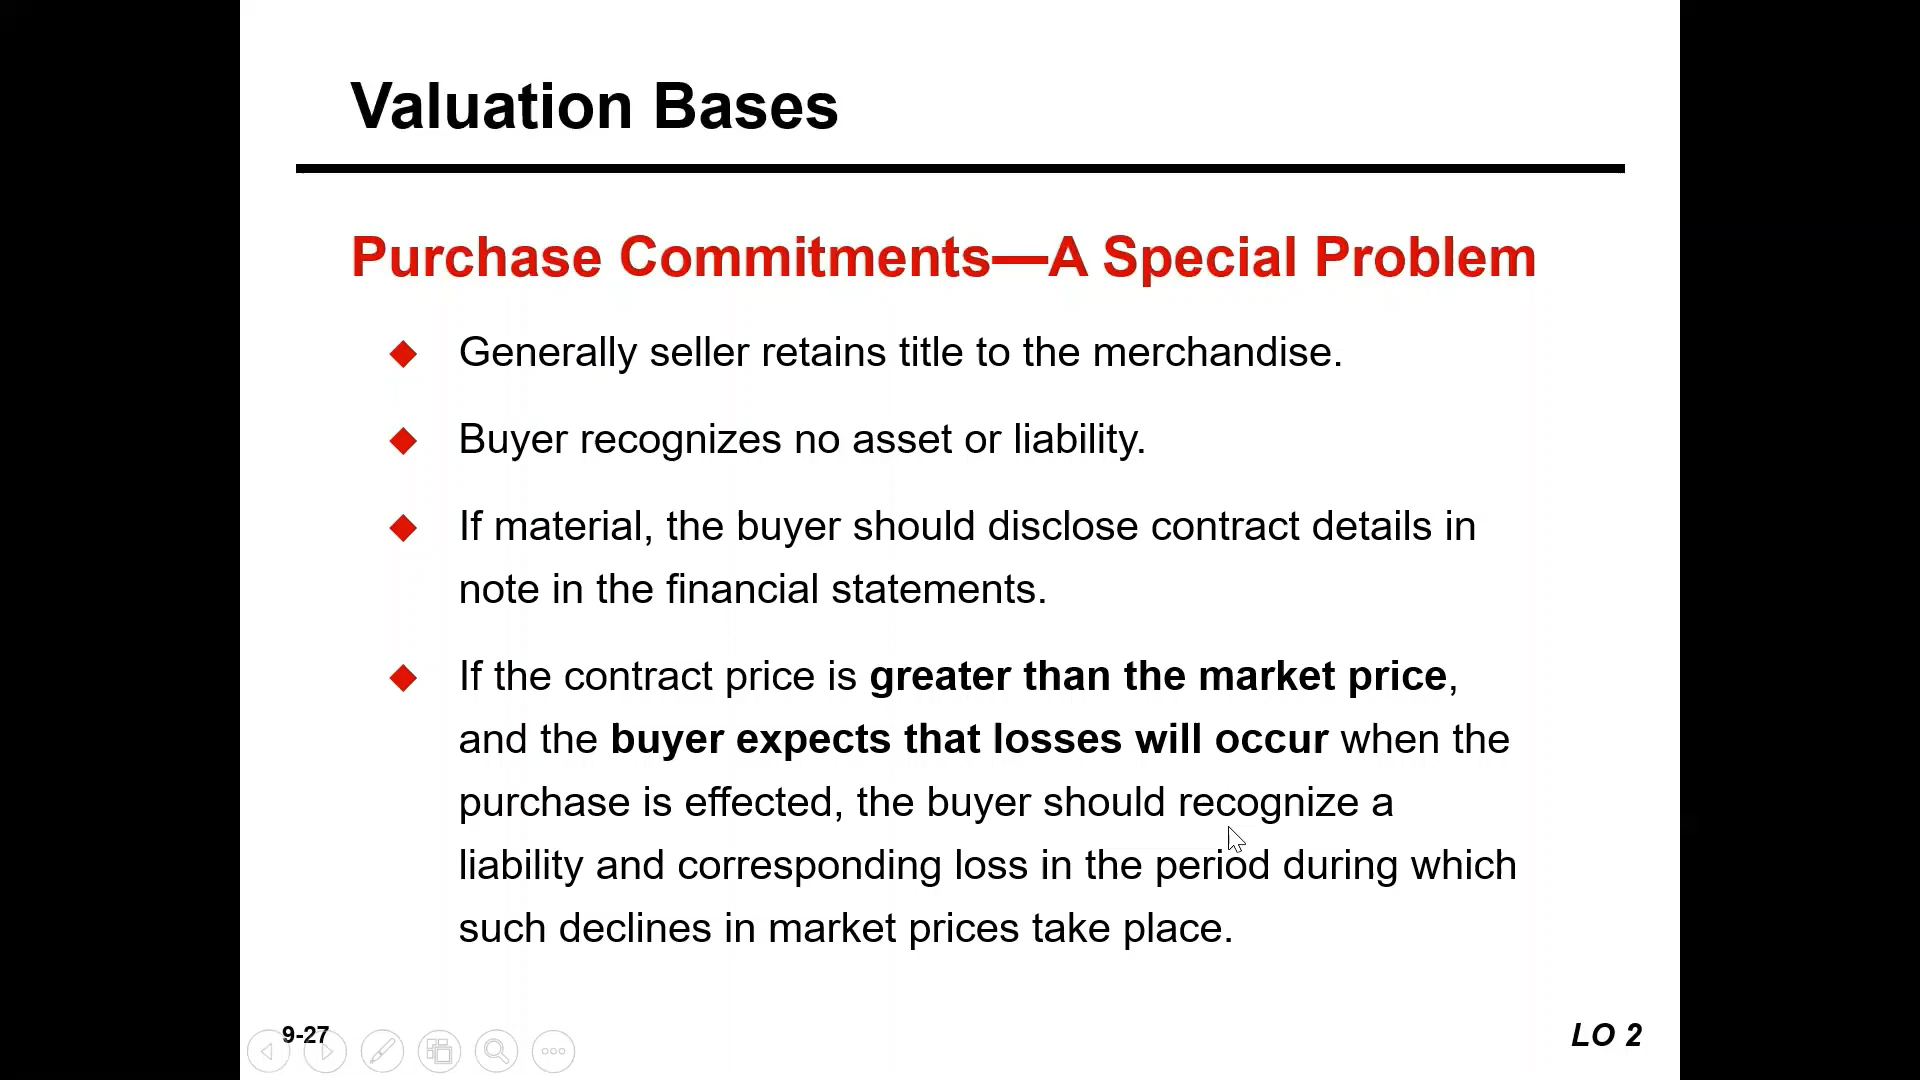 Valuation Bases
Purchase Commitments—A Special Problem
Generally seller retains title to the merchandise.
Buyer recognizes no asset or liability.
If material, the buyer should disclose contract details in
note in the financial statements.
If the contract price is greater than the market price,
and the buyer expects that losses will occur when the
purchase is effected, the buyer should recognize a
liability and corresponding loss in the period during which
such declines in market prices take place.
9-27
LO 2